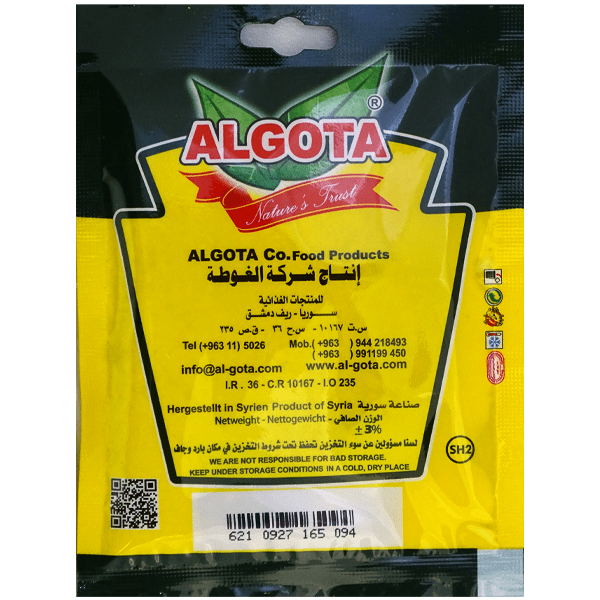 ALGOTA ®
Nature's Trust
ALGOTA Co. Food Products
إنتاج شركة الغوطة
للمنتجات الغذائية
سوريا - ريف دمشق
س.ت ١٠١٦٧ - س.ح ٣٦ - ق.ص ٢٣٥
Tel (+963 11) 5026 Mob.( +963 ) 944 218493
( +963 ) 991199 450
info@al-gota.com www.al-gota.com
I.R . 36 - C.R 10167 - I.O 235
Hergestellt in Syrien Product of Syria صناعة سورية
Netweight - Nettogewicht - الوزن الصافي
± 3%
لسنا مسؤولين عن سوء التخزين تحفظ تحت شروط التخزين في مكان بارد وجاف
WE ARE NOT RESPONSIBLE FOR BAD STORAGE.
KEEP UNDER STORAGE CONDITIONS IN A COLD, DRY PLACE
SH2
621 0927 165 094